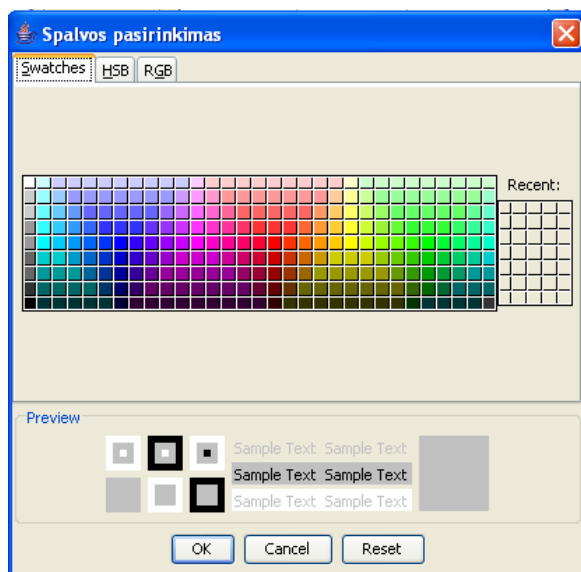 Spalvos pasirinkimas
Swatches HSB RGB
Recent:
Preview
Sample Text Sample Text
Sample Text Sample Text
Sample Text Sample Text
OK Cancel Reset